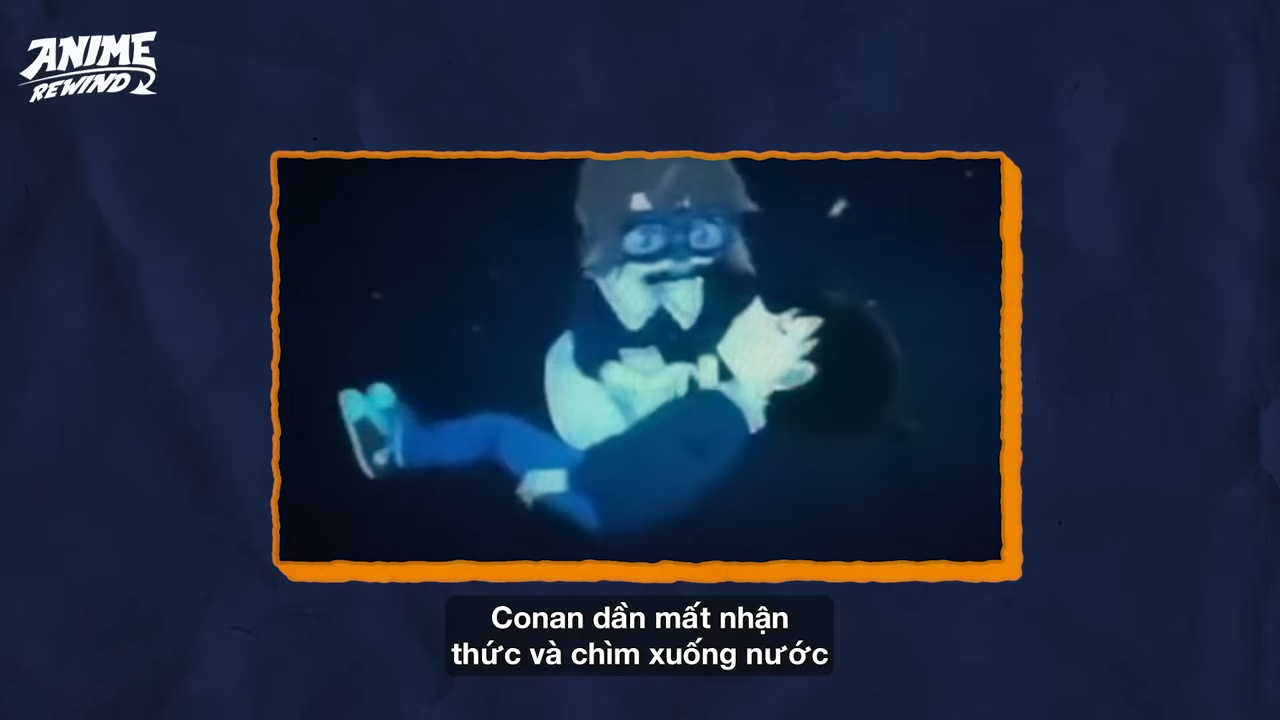 ANIME
REWIND
Conan dần mất nhận
thức và chìm xuống nước